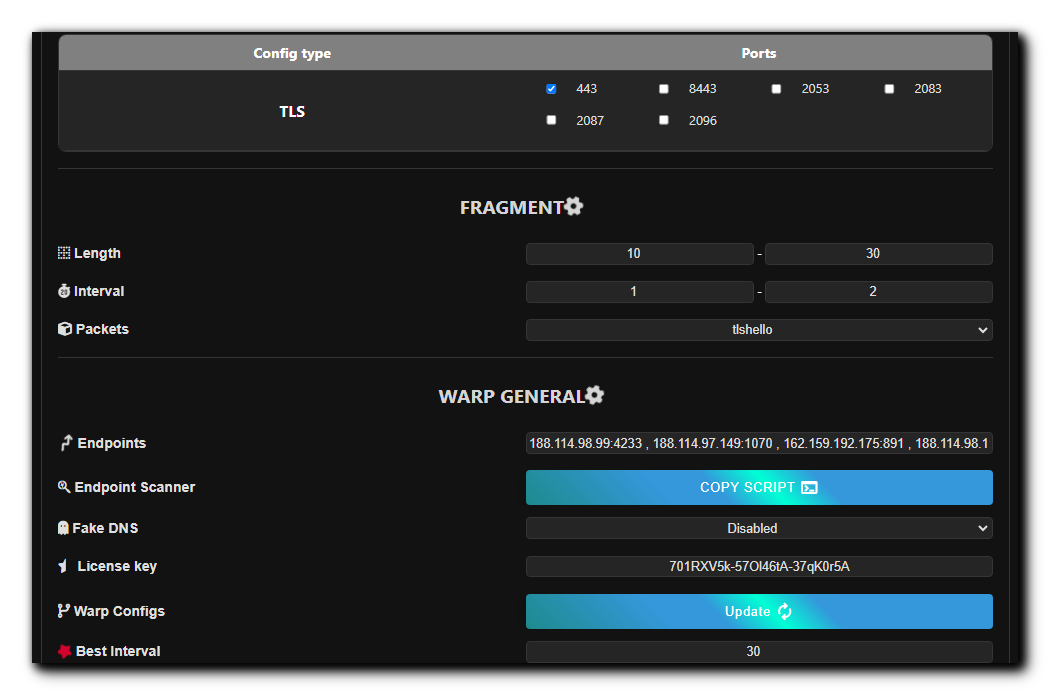 Config type Ports
443 8443 2053 2083
TLS
2087 2096
FRAGMENT
Length 10 - 30
Interval 1 - 2
Packets tlshello
WARP GENERAL
Endpoints 188.114.98.99:4233 , 188.114.97.149:1070 , 162.159.192.175:891 , 188.114.98.1
Endpoint Scanner COPY SCRIPT
Fake DNS Disabled
License key 701RXV5k-57Ol46tA-37qK0r5A
Warp Configs Update
Best Interval 30